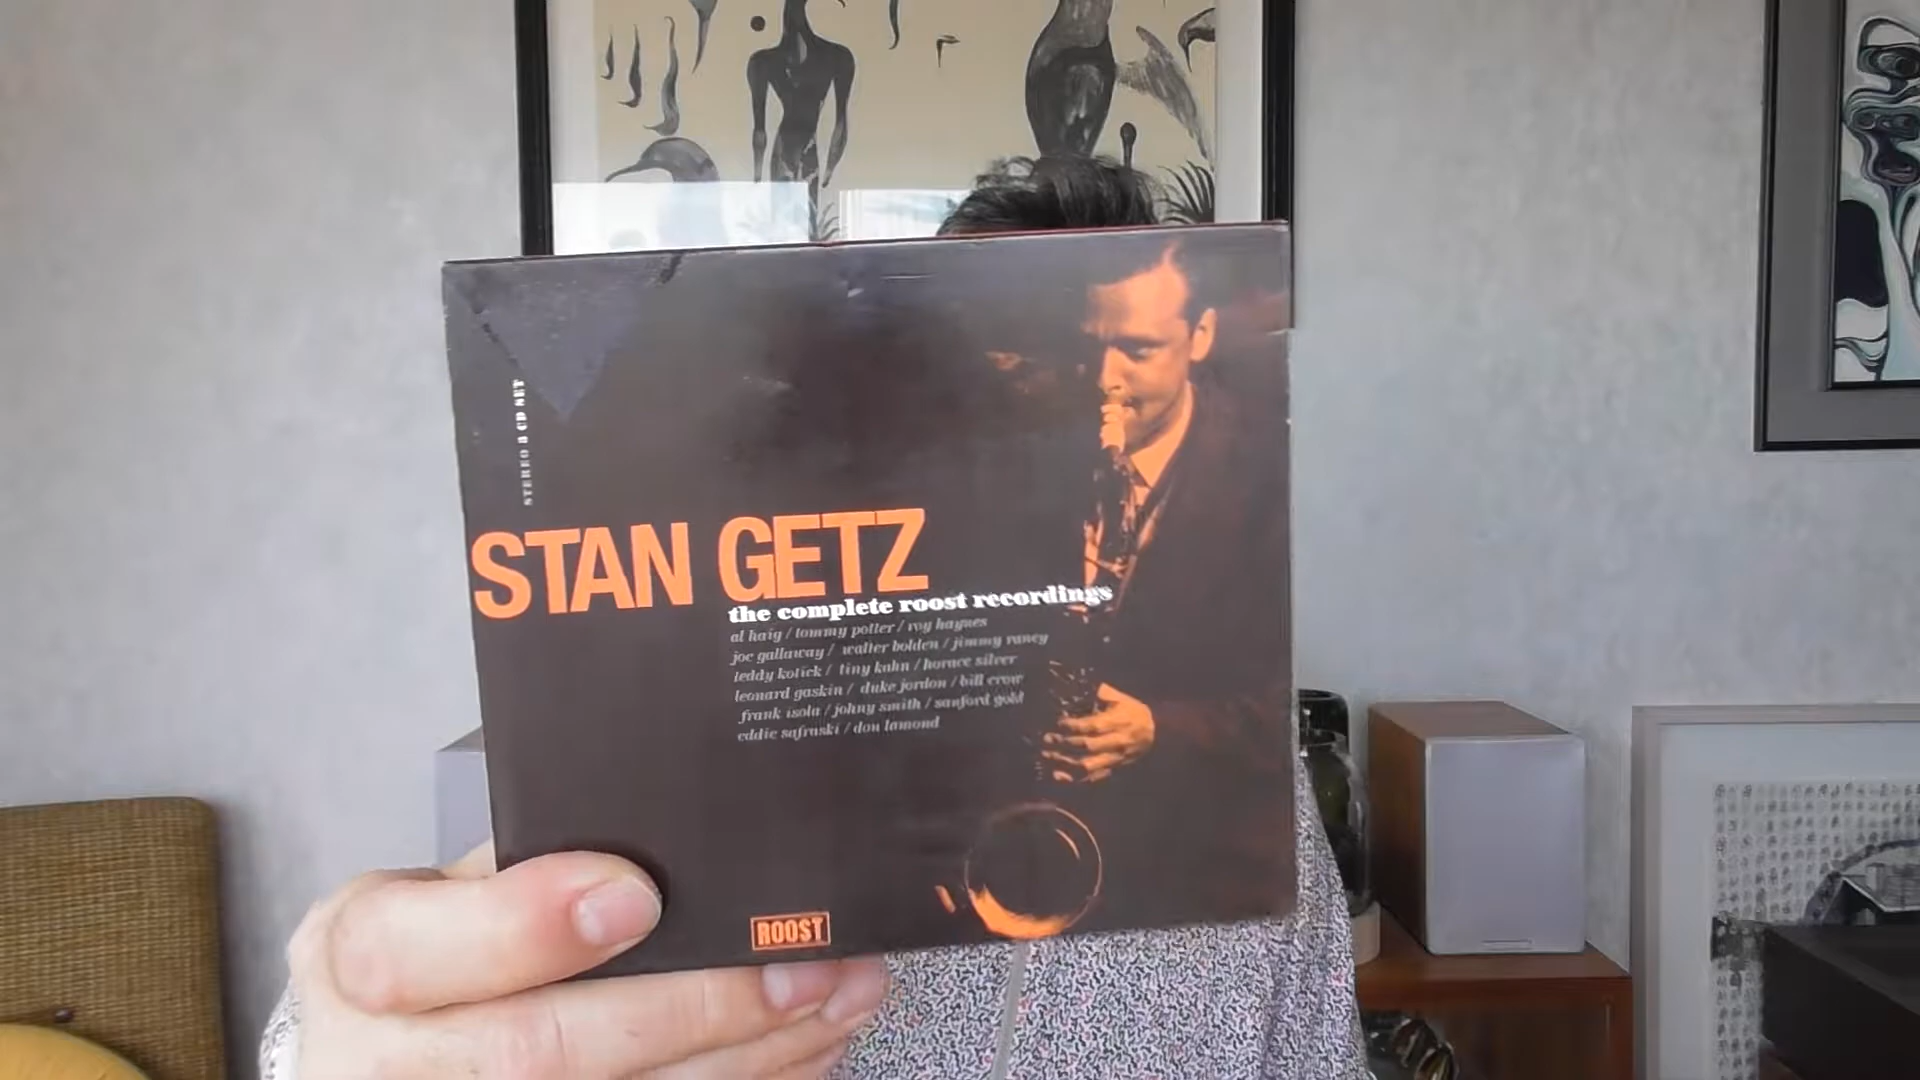 STEREO 3 CD SET
STAN GETZ
the complete roost recordings
al haig / tommy potter / roy haynes
joe gallaway / walter bolden / jimmy raney
teddy kotick / tiny kahn / horace silver
leonard gaskin / duke jordon / bill crow
frank isola / johny smith / sanford gold
eddie safranski / don lamond
ROOST